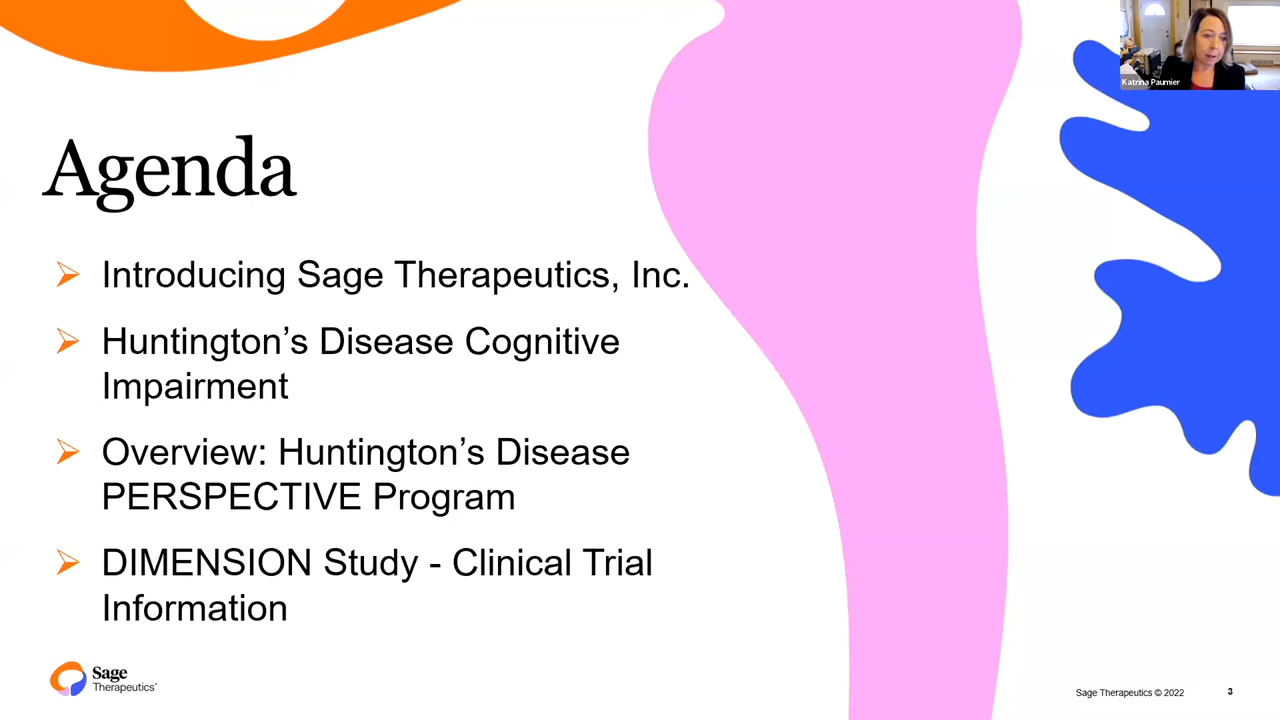 Katrina Paumier
Agenda
➢ Introducing Sage Therapeutics, Inc.
➢ Huntington’s Disease Cognitive
Impairment
➢ Overview: Huntington’s Disease
PERSPECTIVE Program
➢ DIMENSION Study - Clinical Trial
Information
Sage
Therapeutics™
Sage Therapeutics © 2022
3